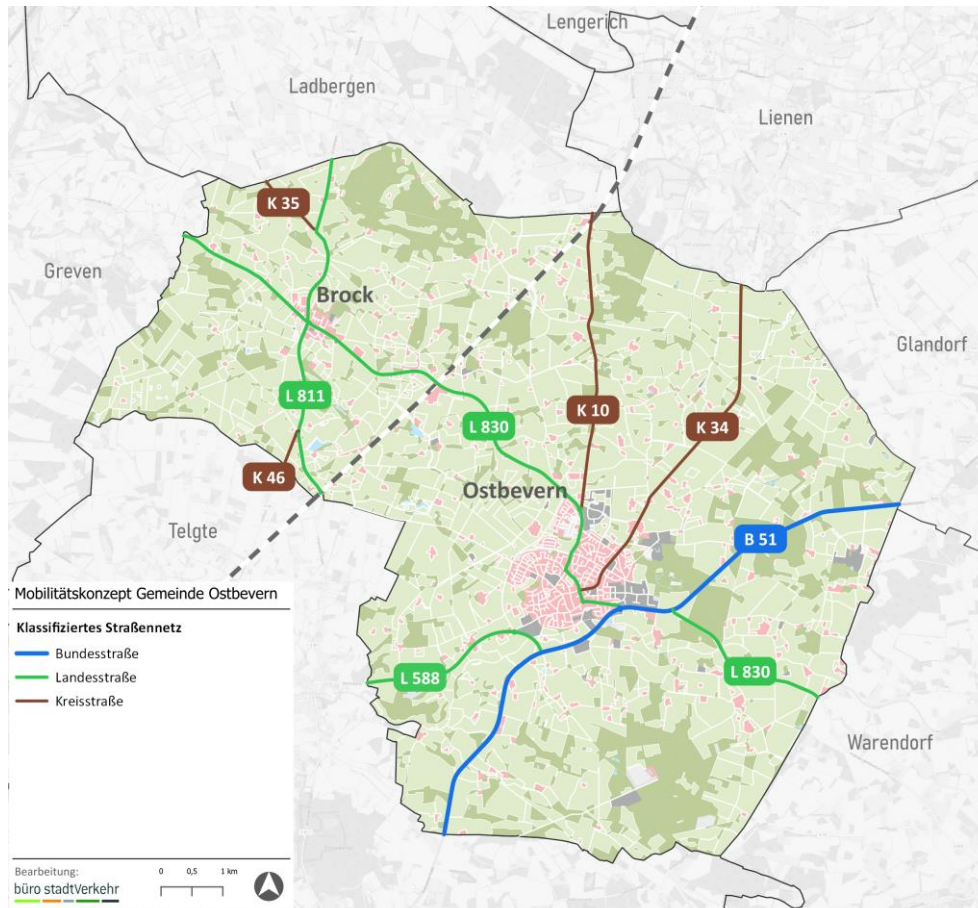 Lengerich
Ladbergen
Lienen
K 35
Greven
Brock
Glandorf
L 811
K 10
L 830
K 34
K 46
Ostbevern
Telgte
B 51
Mobilitätskonzept Gemeinde Ostbevern
Klassifiziertes Straßennetz
Bundesstraße
Landesstraße
Kreisstraße
L 588
L 830
Warendorf
Bearbeitung:
büro stadtVerkehr
0 0,5 1 km